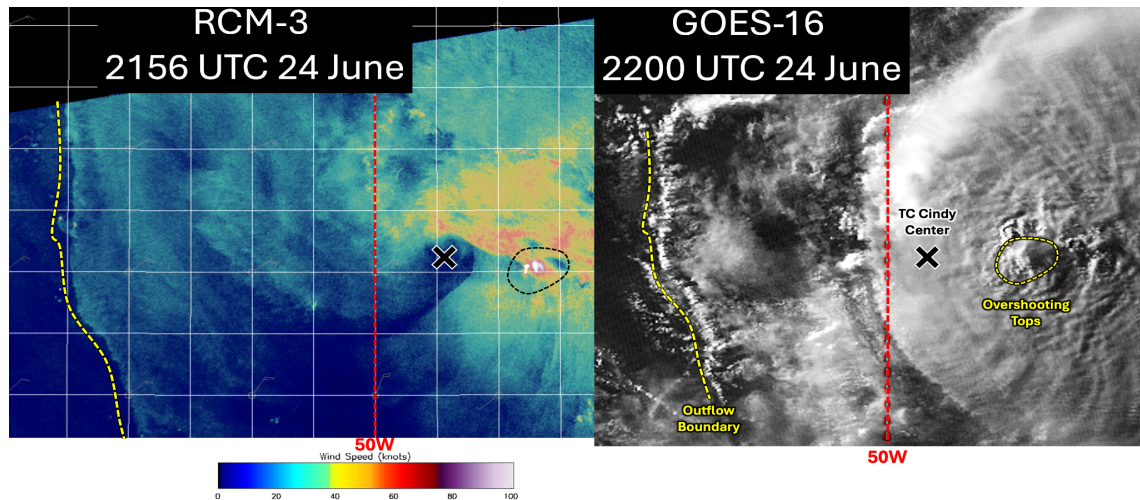 RCM-3
2156 UTC 24 June
GOES-16
2200 UTC 24 June
TC Cindy
Center
Overshooting
Tops
Outflow
Boundary
50W
50W
Wind Speed (knots)
0 20 40 60 80 100